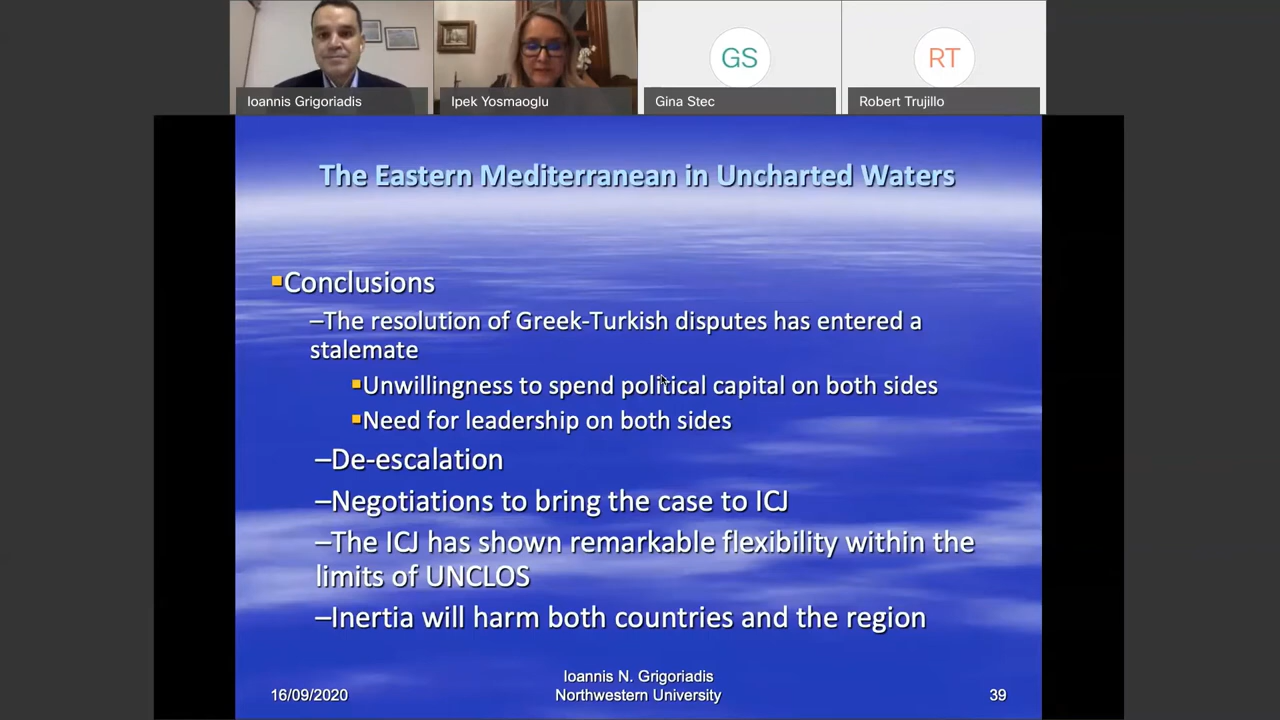 Ioannis Grigoriadis
Ipek Yosmaoglu
GS
Gina Stec
RT
Robert Trujillo
The Eastern Mediterranean in Uncharted Waters
▪Conclusions
–The resolution of Greek-Turkish disputes has entered a
stalemate
▪Unwillingness to spend political capital on both sides
▪Need for leadership on both sides
–De-escalation
–Negotiations to bring the case to ICJ
–The ICJ has shown remarkable flexibility within the
limits of UNCLOS
–Inertia will harm both countries and the region
16/09/2020
Ioannis N. Grigoriadis
Northwestern University
39